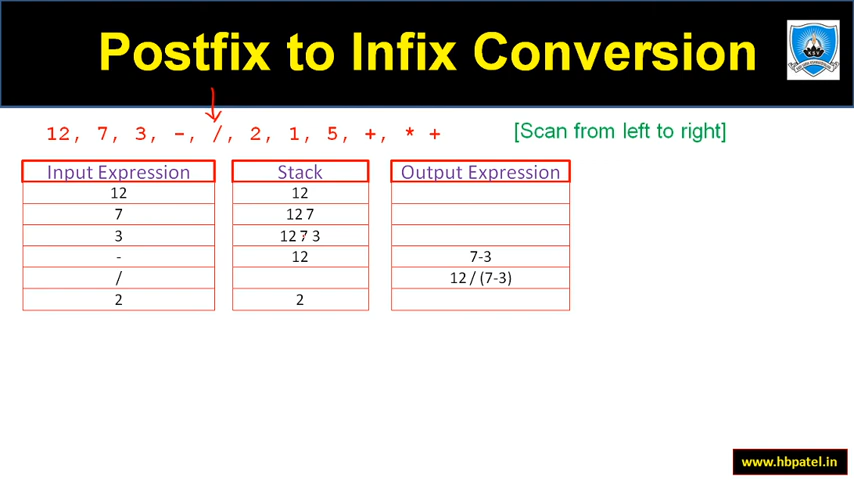 Postfix to Infix Conversion
12, 7, 3, -, /, 2, 1, 5, +, * + [Scan from left to right]
Input Expression Stack Output Expression
12 12
7 12 7
3 12 7 3
- 12 7-3
/ 12 / (7-3)
2 2
www.hbpatel.in